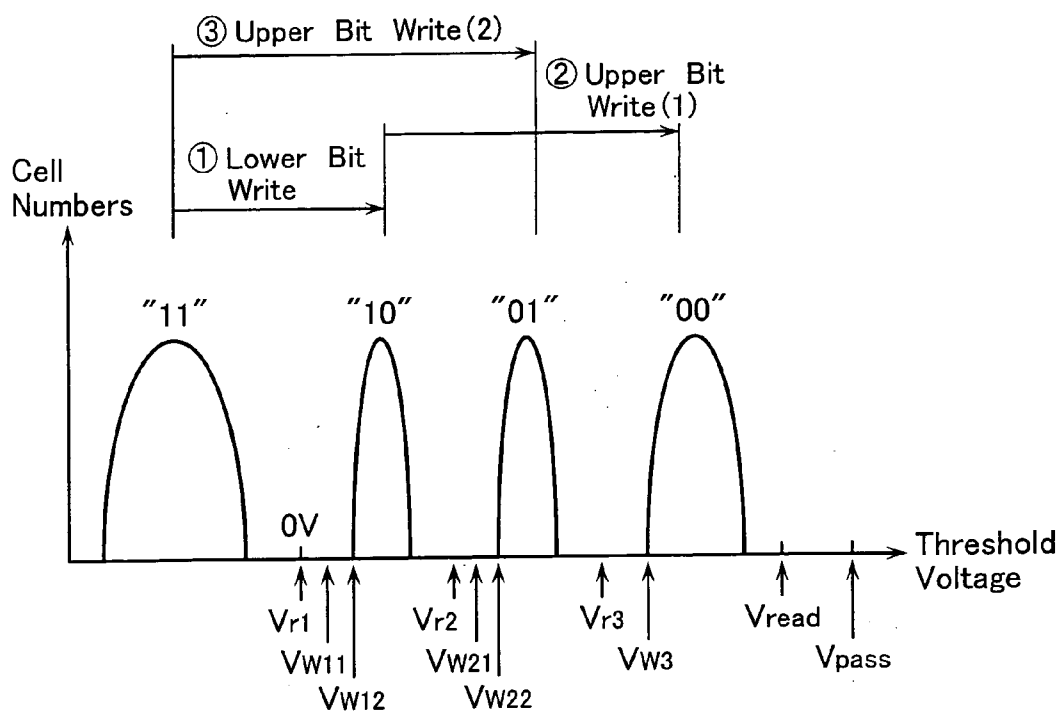 ③ Upper Bit Write(2)
② Upper Bit
Write(1)
① Lower Bit
Write
Cell
Numbers
"11"
"10"
"01"
"00"
0V
Threshold
Voltage
Vr1
Vr2
Vr3
Vread
VW11
VW21
VW3
Vpass
VW12
VW22